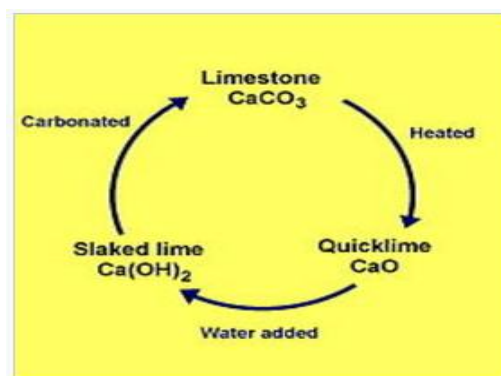 Limestone
CaCO₃
Carbonated
Heated
Slaked lime
Ca(OH)₂
Quicklime
CaO
Water added